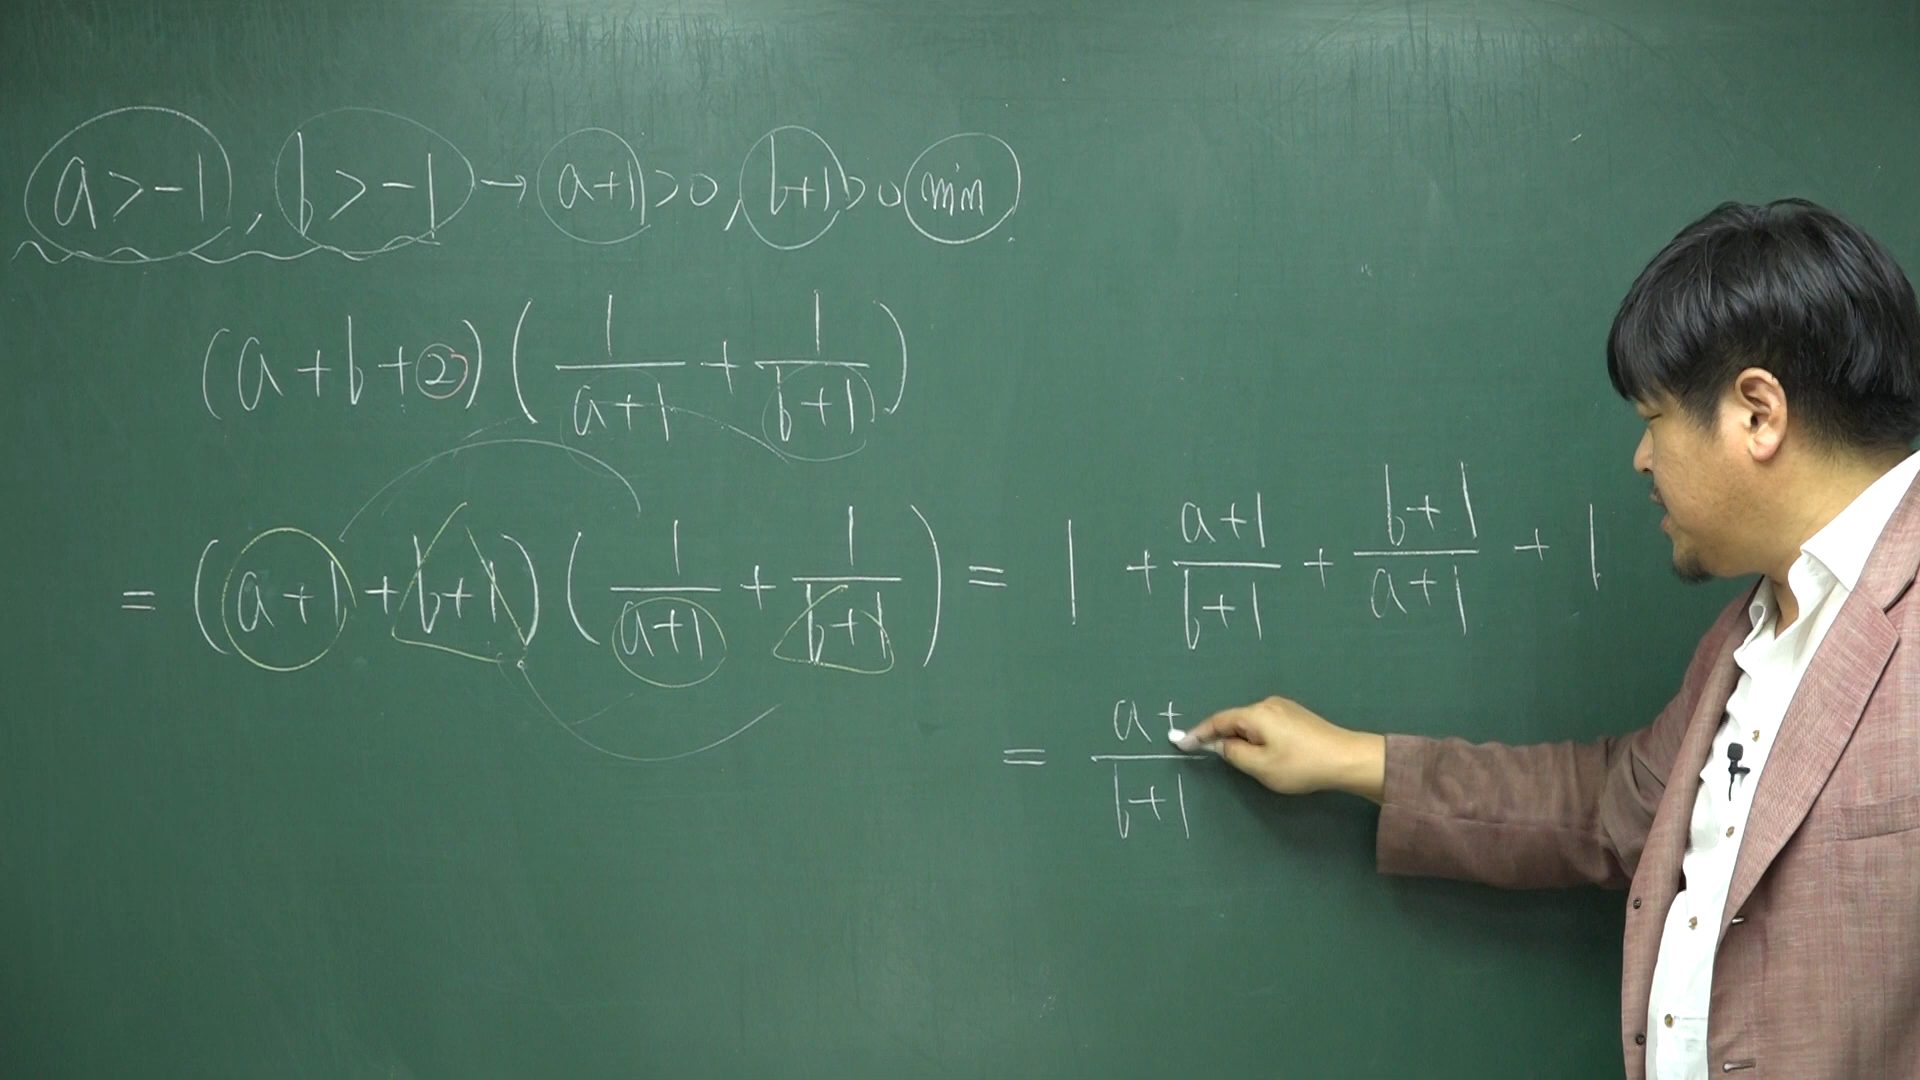 a > -1 , b > -1 → a+1 > 0 , b+1 > 0 min
(a + b + 2) ( 1/(a+1) + 1/(b+1) )
= (a+1 + b+1) ( 1/(a+1) + 1/(b+1) ) = 1 + (a+1)/(b+1) + (b+1)/(a+1) + 1
= (a+)/(b+1)